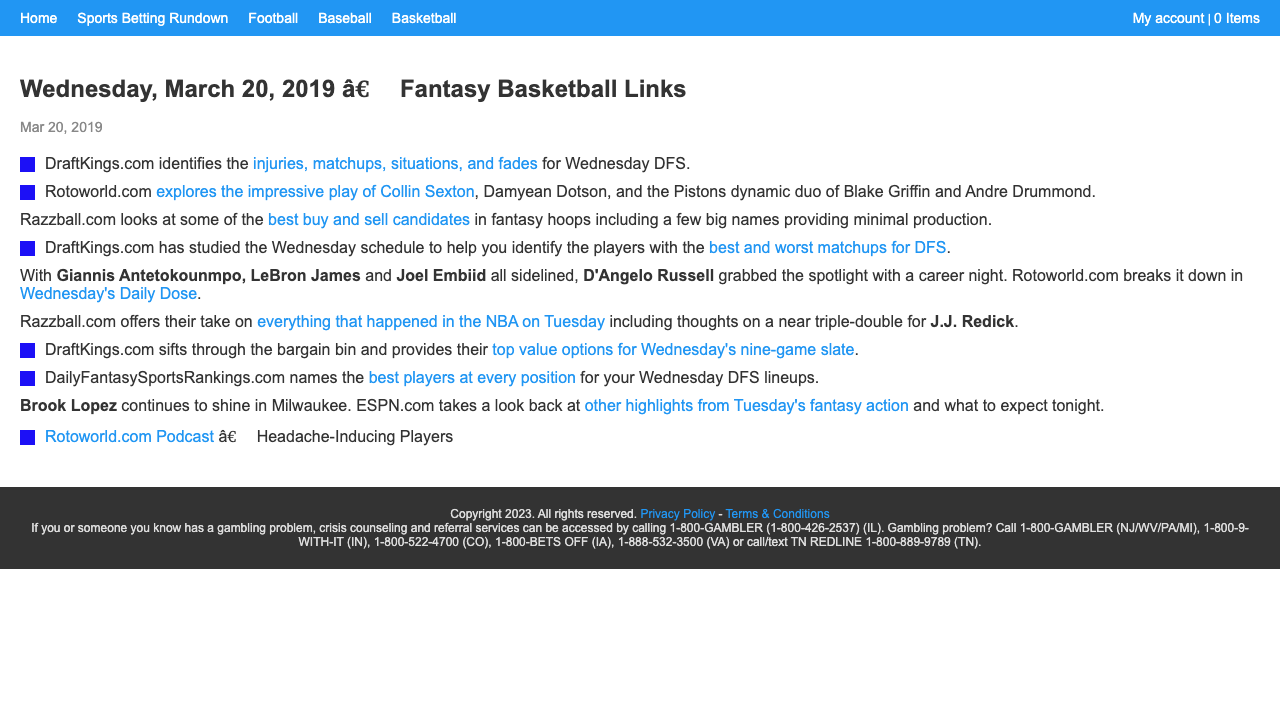 Home Sports Betting Rundown Football Baseball Basketball My account | 0 Items
Wednesday, March 20, 2019 â€ Fantasy Basketball Links
Mar 20, 2019
DraftKings.com identifies the injuries, matchups, situations, and fades for Wednesday DFS.
Rotoworld.com explores the impressive play of Collin Sexton, Damyean Dotson, and the Pistons dynamic duo of Blake Griffin and Andre Drummond.
Razzball.com looks at some of the best buy and sell candidates in fantasy hoops including a few big names providing minimal production.
DraftKings.com has studied the Wednesday schedule to help you identify the players with the best and worst matchups for DFS.
With Giannis Antetokounmpo, LeBron James and Joel Embiid all sidelined, D'Angelo Russell grabbed the spotlight with a career night. Rotoworld.com breaks it down in
Wednesday's Daily Dose.
Razzball.com offers their take on everything that happened in the NBA on Tuesday including thoughts on a near triple-double for J.J. Redick.
DraftKings.com sifts through the bargain bin and provides their top value options for Wednesday's nine-game slate.
DailyFantasySportsRankings.com names the best players at every position for your Wednesday DFS lineups.
Brook Lopez continues to shine in Milwaukee. ESPN.com takes a look back at other highlights from Tuesday's fantasy action and what to expect tonight.
Rotoworld.com Podcast â€ Headache-Inducing Players
Copyright 2023. All rights reserved. Privacy Policy - Terms & Conditions
If you or someone you know has a gambling problem, crisis counseling and referral services can be accessed by calling 1-800-GAMBLER (1-800-426-2537) (IL). Gambling problem? Call 1-800-GAMBLER (NJ/WV/PA/MI), 1-800-9-
WITH-IT (IN), 1-800-522-4700 (CO), 1-800-BETS OFF (IA), 1-888-532-3500 (VA) or call/text TN REDLINE 1-800-889-9789 (TN).